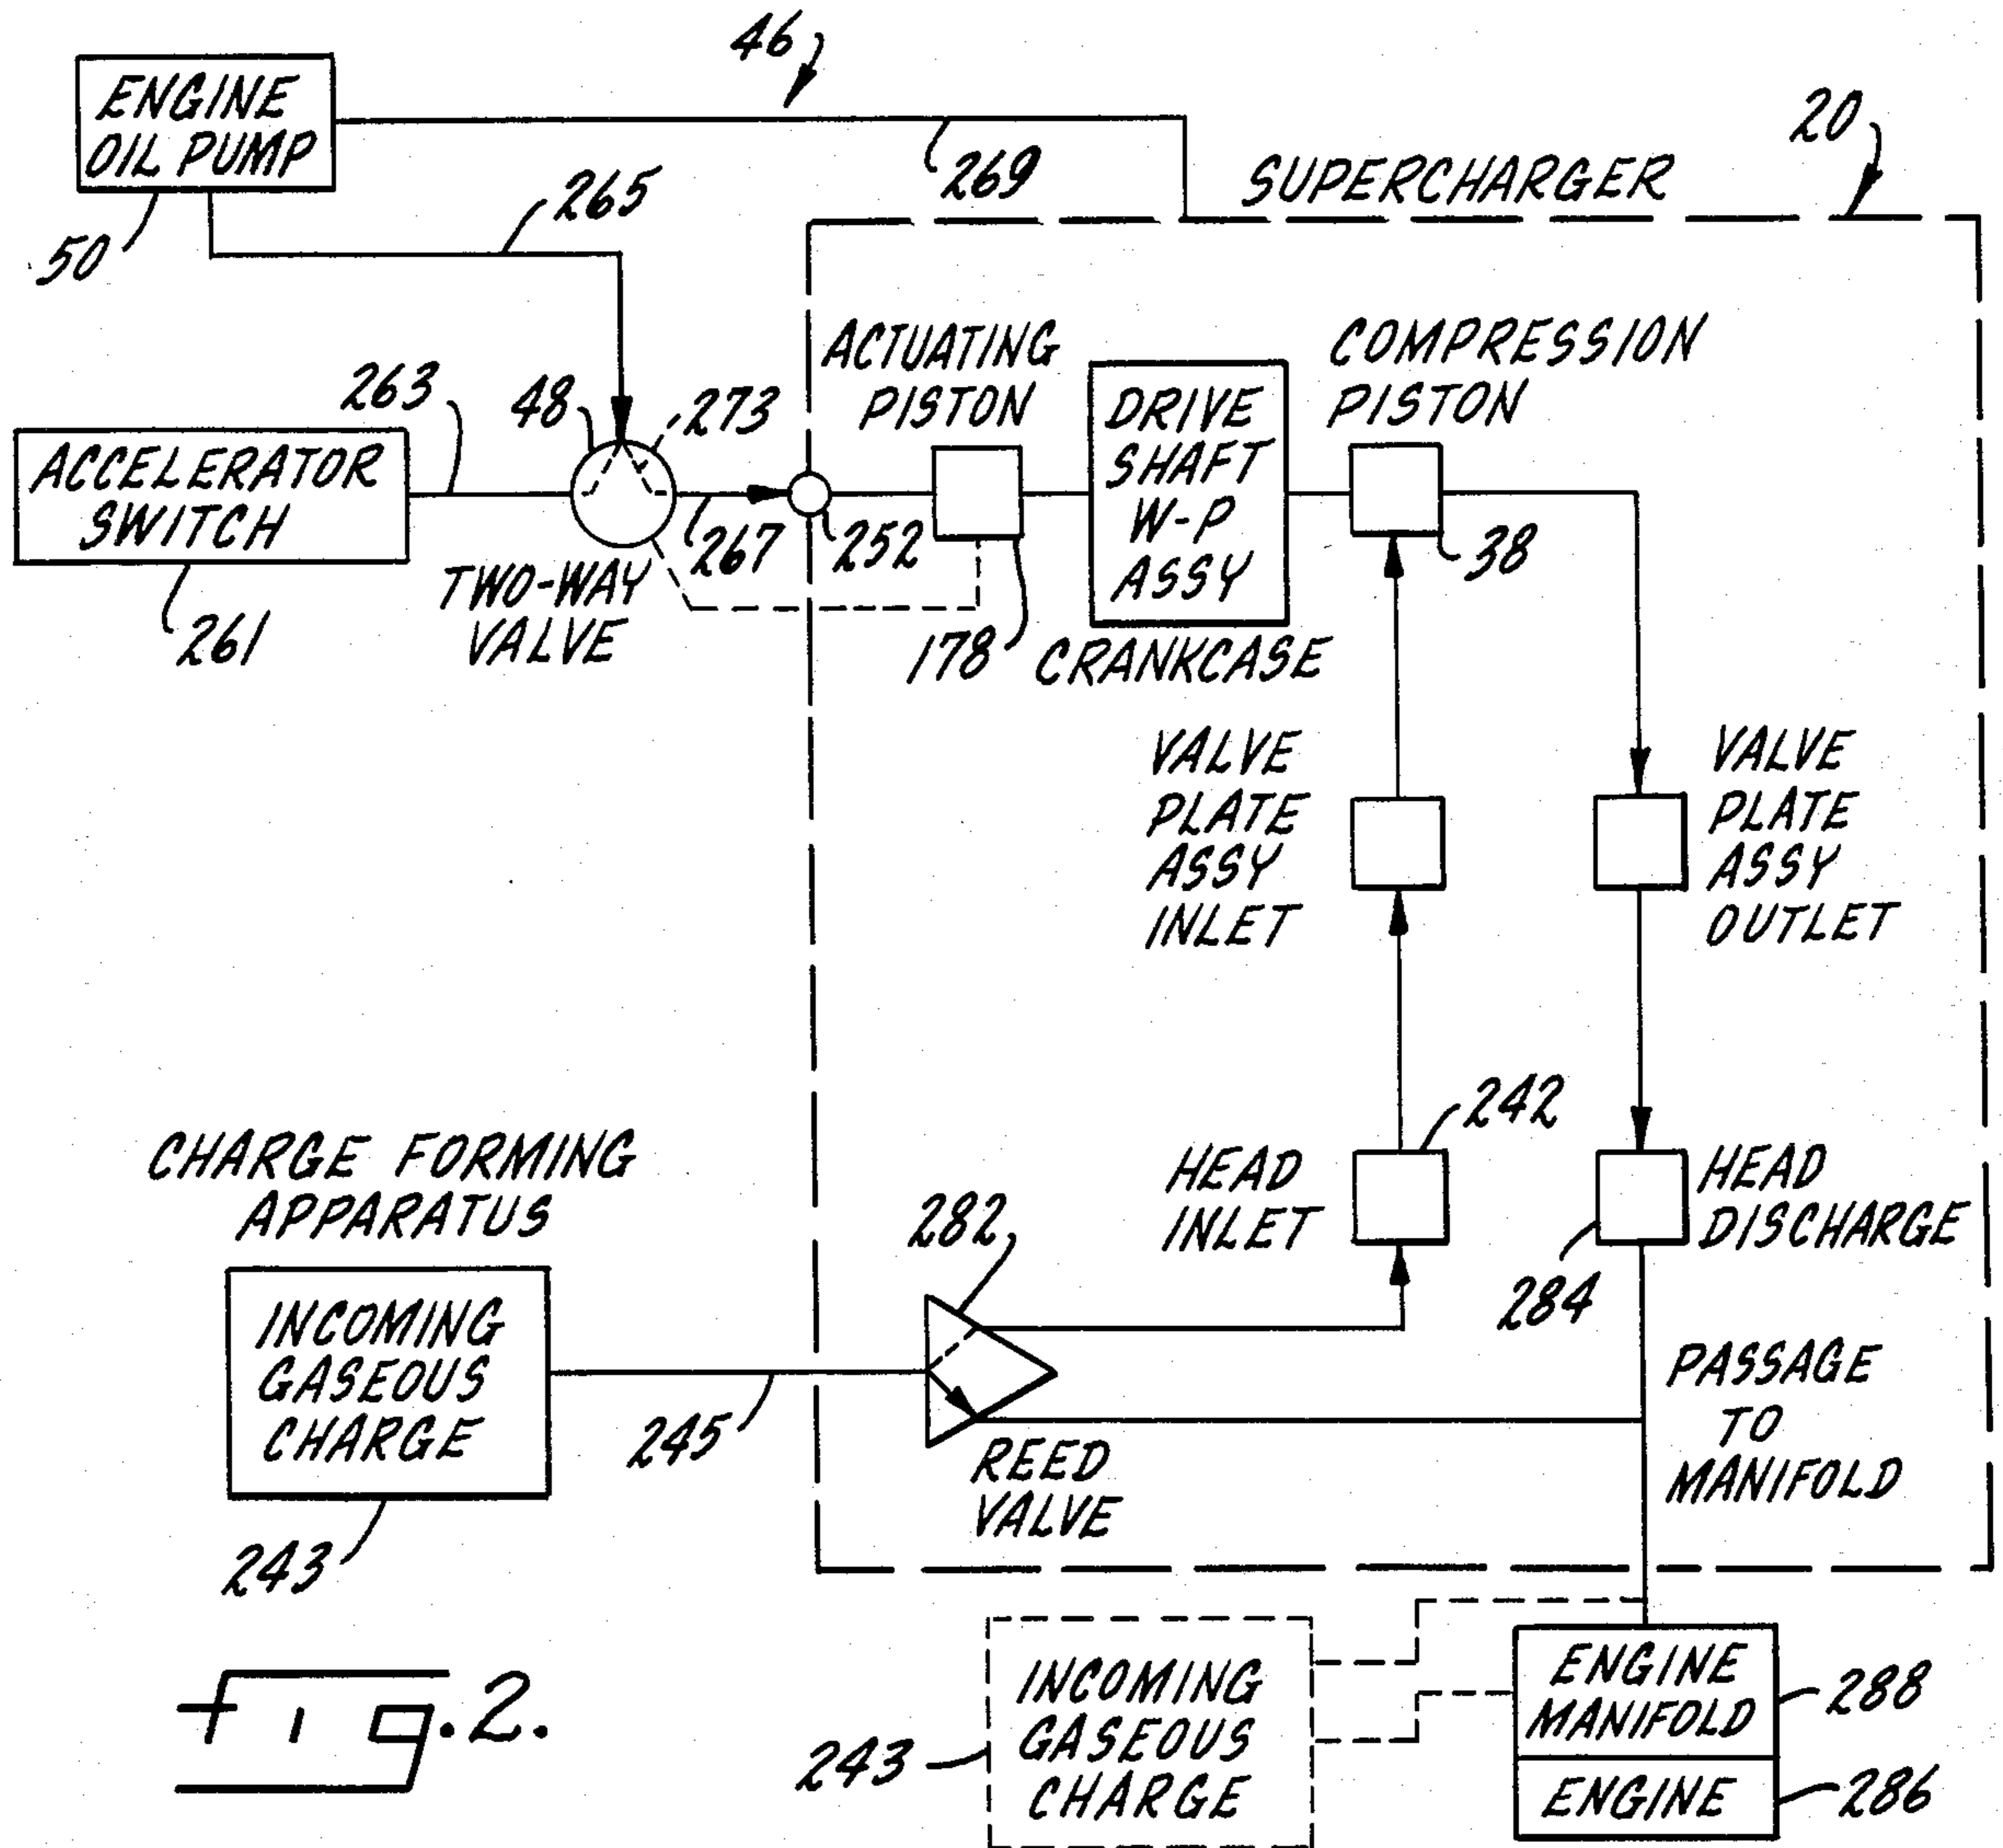 46
ENGINE
OIL PUMP
50
269
265
20
SUPERCHARGER
263
48
273
ACTUATING
PISTON
COMPRESSION
PISTON
DRIVE
SHAFT
W-P
ASSY
ACCELERATOR
SWITCH
261
TWO-WAY
VALVE
267
252
178
CRANKCASE
38
VALVE
PLATE
ASSY
INLET
VALVE
PLATE
ASSY
OUTLET
CHARGE FORMING
APPARATUS
282
HEAD
INLET
242
HEAD
DISCHARGE
284
INCOMING
GASEOUS
CHARGE
243
245
REED
VALVE
PASSAGE
TO
MANIFOLD
INCOMING
GASEOUS
CHARGE
243
ENGINE
MANIFOLD
288
ENGINE
286
Fig. 2.